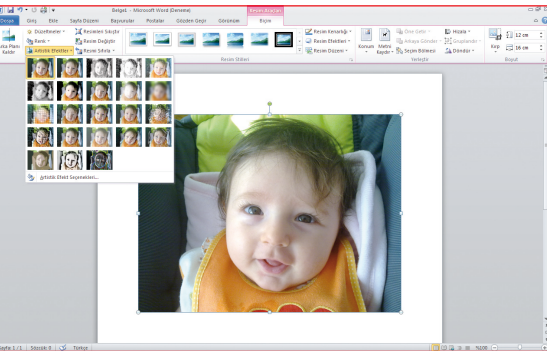 Belge1 - Microsoft Word (Deneme)
Resim Araçları
Dosya
Giriş
Ekle
Sayfa Düzeni
Başvurular
Postalar
Gözden Geçir
Görünüm
Biçim
Düzeltmeler
Renk
Artistik Efektler
Resimleri Sıkıştır
Resim Değiştir
Resmi Sıfırla
Resim Kenarlığı
Resim Efektleri
Resim Düzeni
Resim Stilleri
Konum
Metni
Kaydır
Öne Getir
Arkaya Gönder
Seçim Bölmesi
Hizala
Gruplandır
Döndür
Yerleştir
Kırp
12 cm
16 cm
Boyut
Artistik Efekt Seçenekleri...
Sayfa: 1 / 1
Sözcük: 0
Türkçe
%100